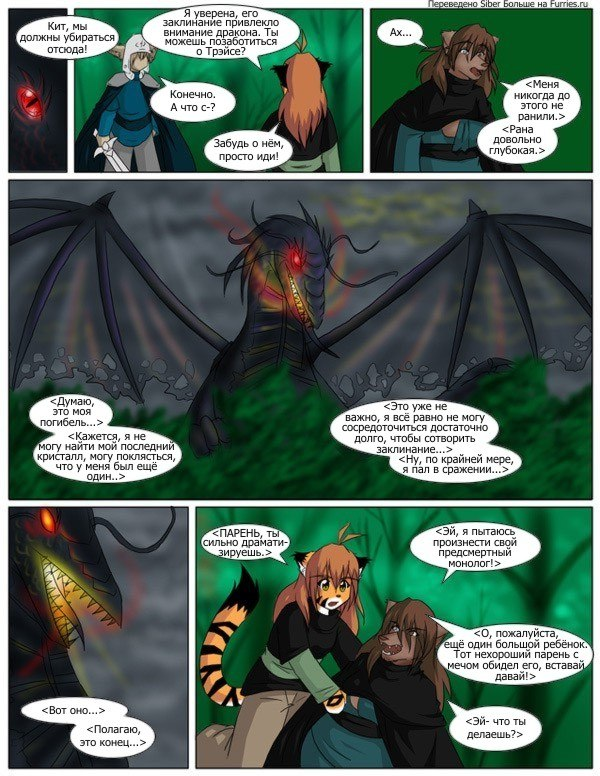 Переведено Siber Больше на Furries.ru
Кит, мы
должны убираться
отсюда!
Я уверена, его
заклинание привлекло
внимание дракона. Ты
можешь позаботиться
о Трэйсе?
Конечно.
А что с-?
Забудь о нём,
просто иди!
Ах...
<Меня
никогда до
этого не
ранили.>
<Рана
довольно
глубокая.>
<Думаю,
это моя
погибель...>
<Кажется, я не
могу найти мой последний
кристалл, могу поклясться,
что у меня был ещё
один..>
<Это уже не
важно, я всё равно не могу
сосредоточиться достаточно
долго, чтобы сотворить
заклинание...>
<Ну, по крайней мере,
я пал в сражении...>
<Вот оно...>
<Полагаю,
это конец...>
<ПАРЕНЬ, ты
сильно драмати-
зируешь.>
<Эй, я пытаюсь
произнести свой
предсмертный
монолог!>
<О, пожалуйста,
ещё один большой ребёнок.
Тот нехороший парень с
мечом обидел его, вставай
давай!>
<Эй- что ты
делаешь?>